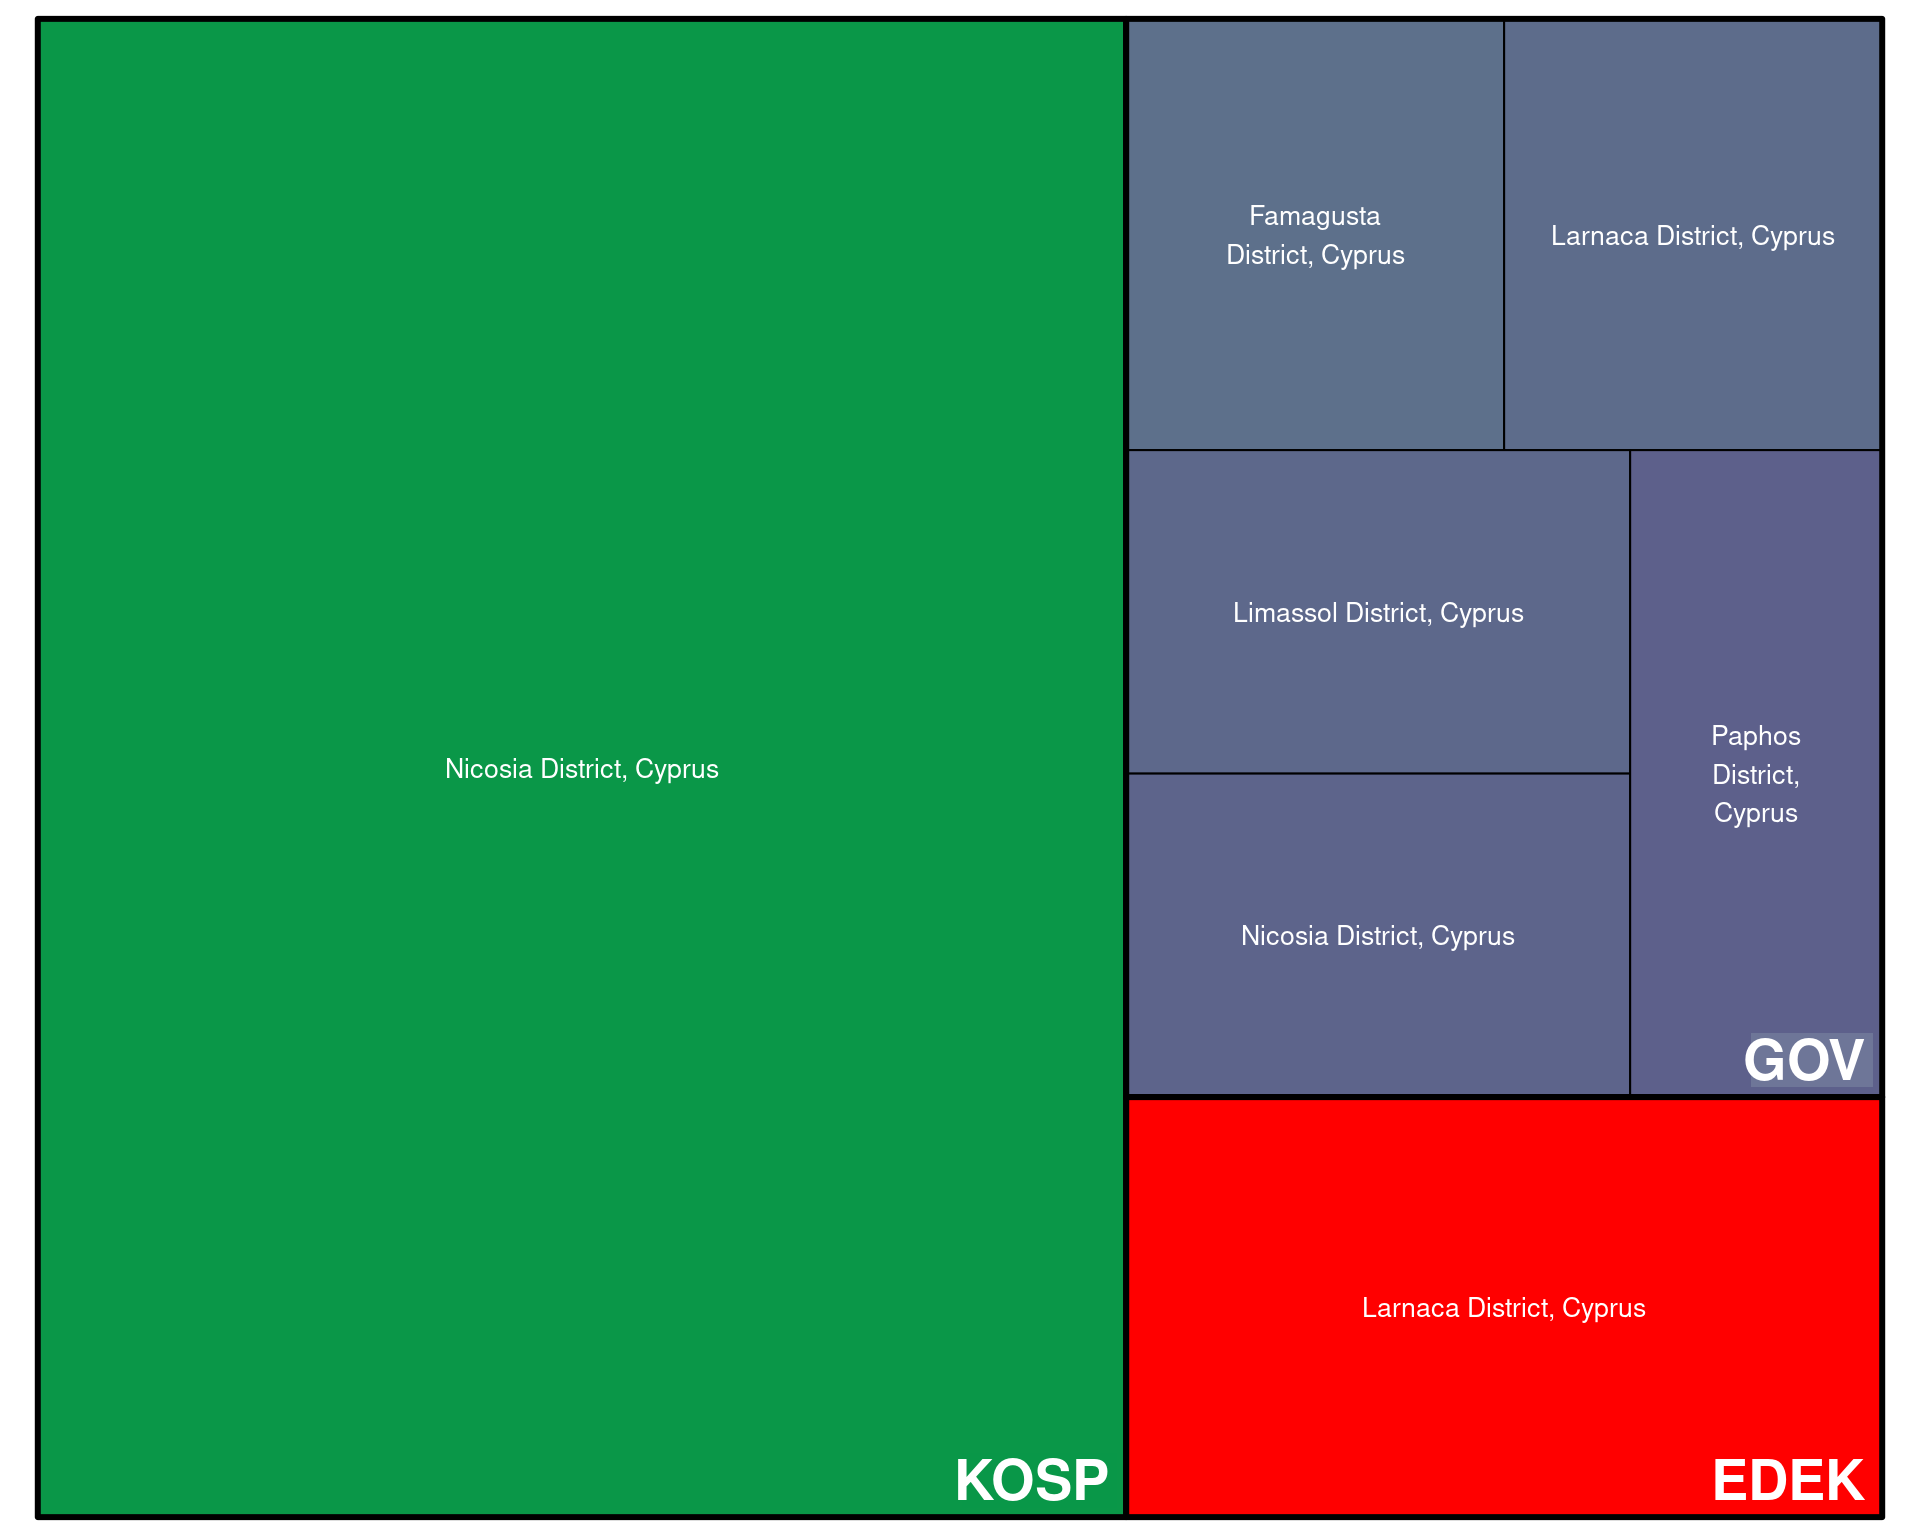 Nicosia District, Cyprus
KOSP
Famagusta
District, Cyprus
Larnaca District, Cyprus
Limassol District, Cyprus
Nicosia District, Cyprus
Paphos
District,
Cyprus
GOV
Larnaca District, Cyprus
EDEK